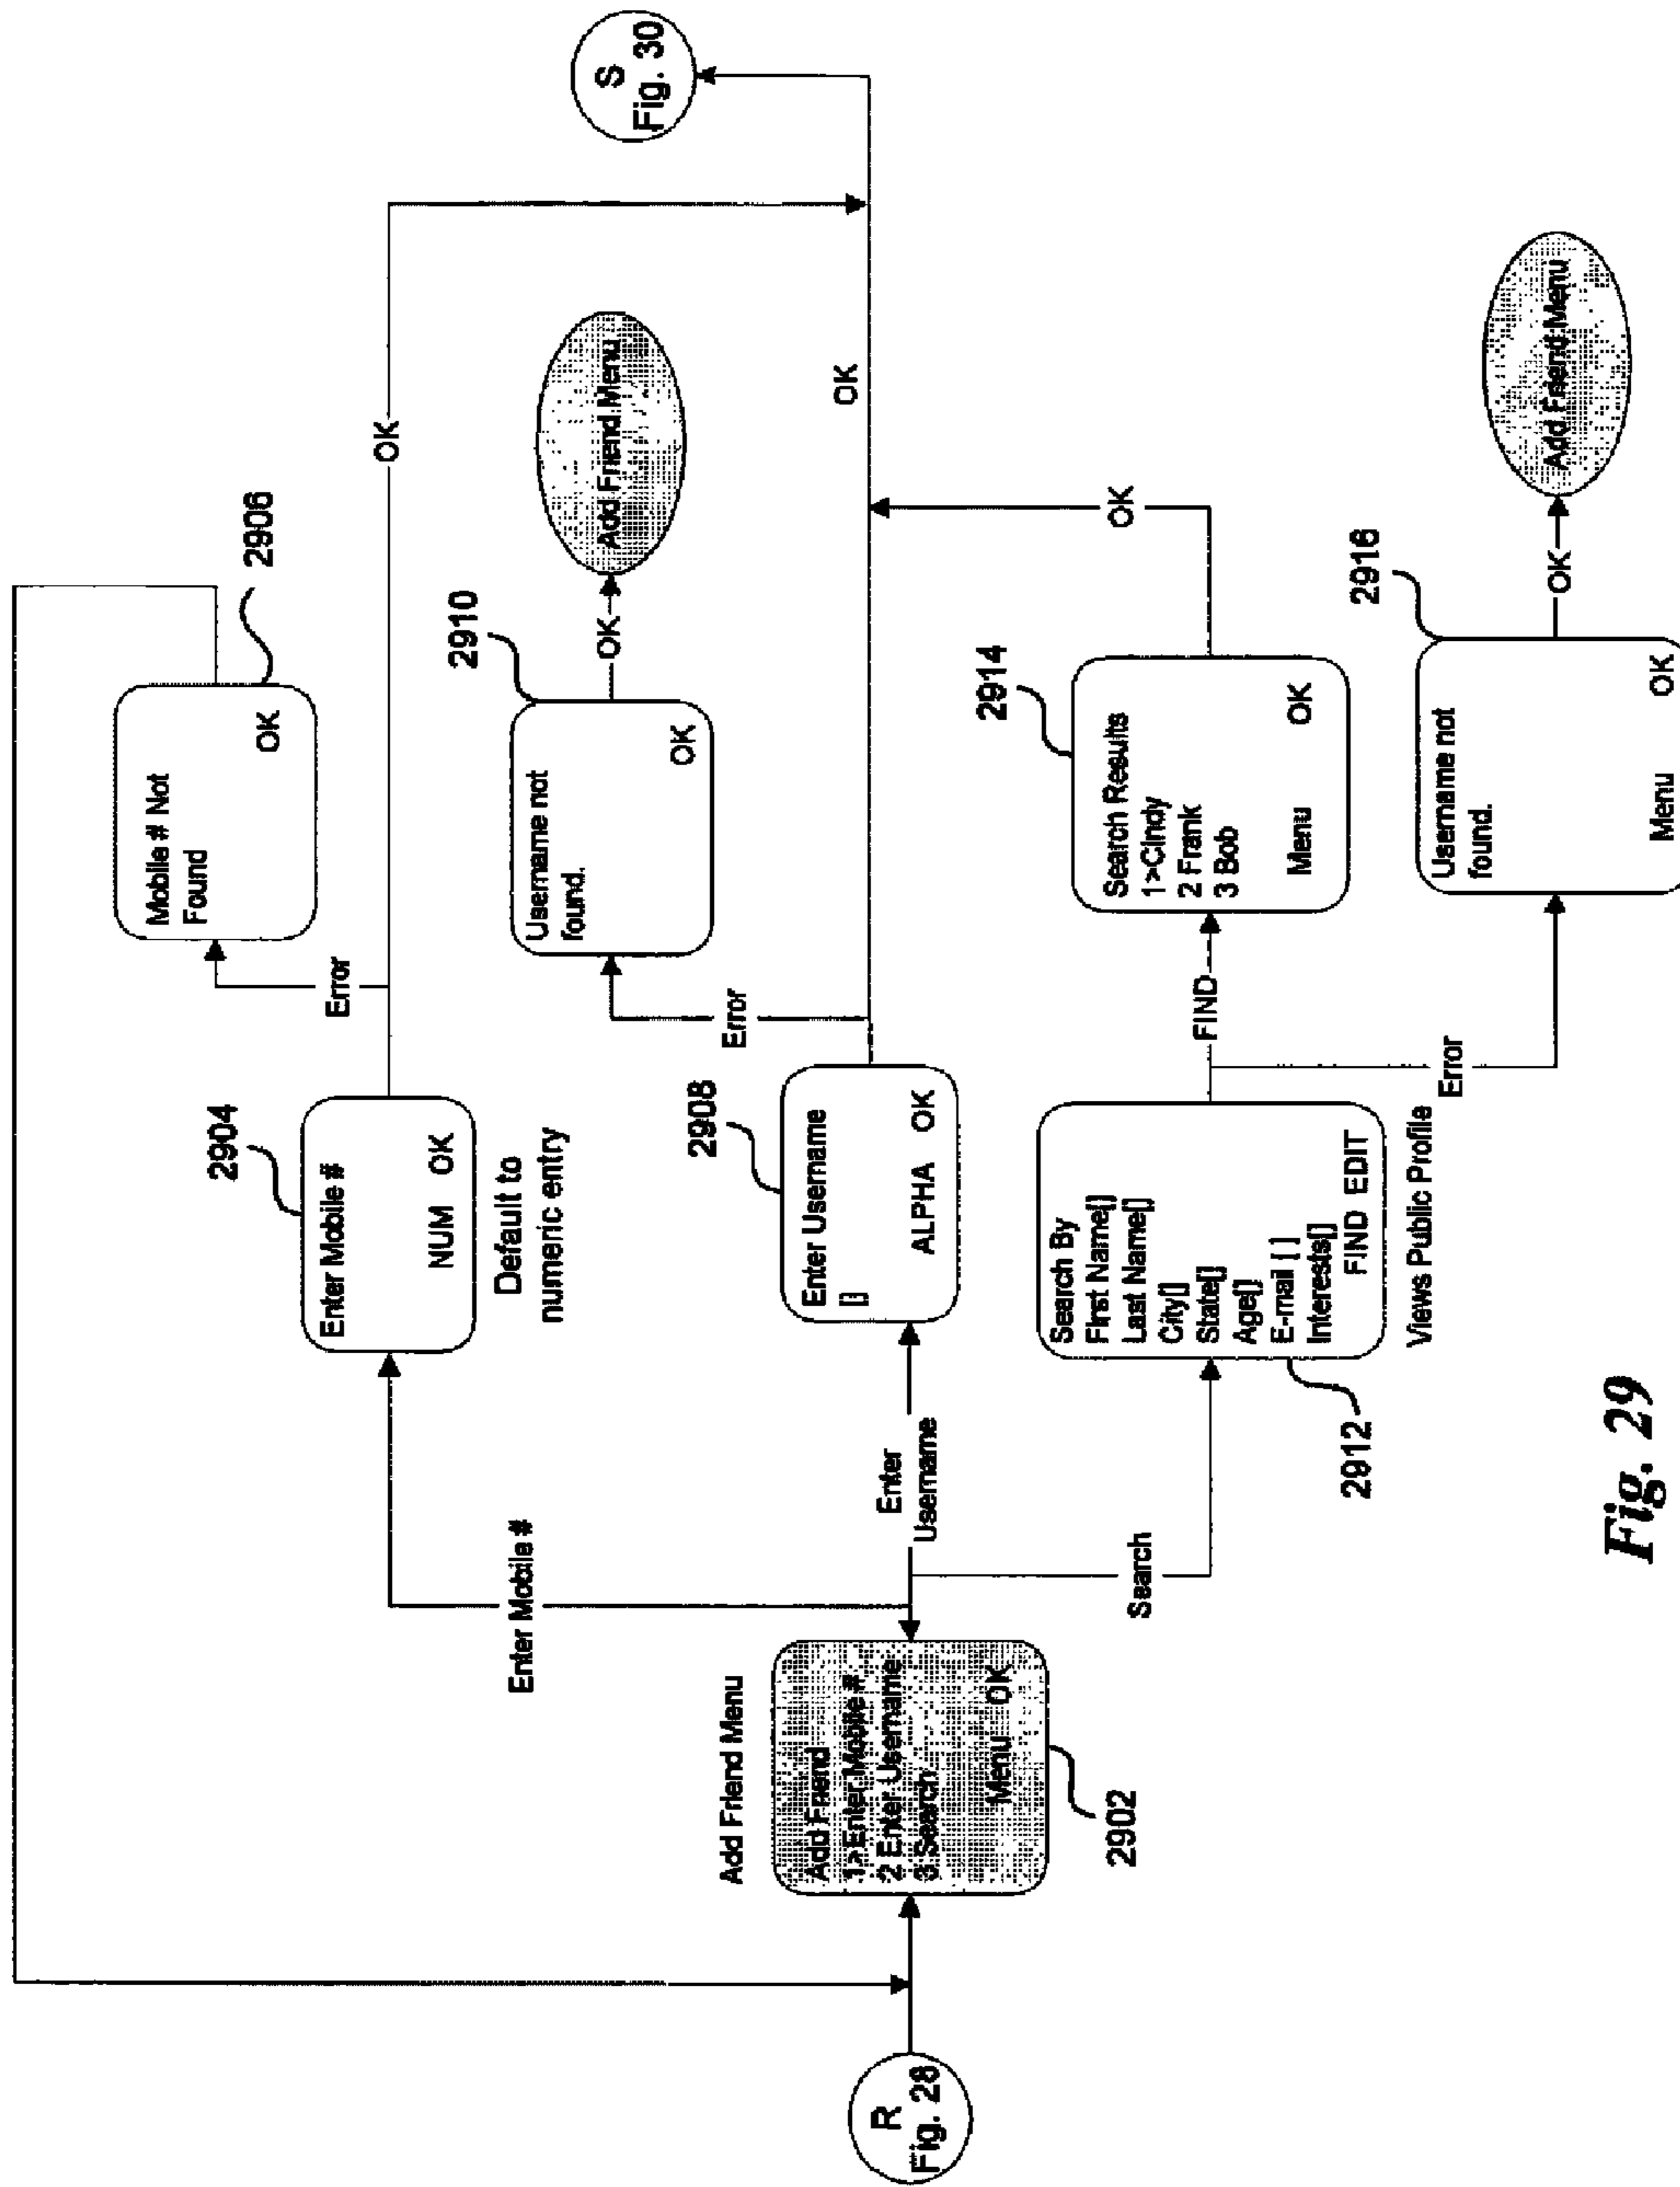 R
Fig. 28
Add Friend Menu
Add Friend
1>Enter Mobile #
2 Enter Username
3 Search
Menu OK
2902
Enter Mobile #
Enter
Username
Search
2904
Enter Mobile #
NUM OK
Default to
numeric entry
Error
Mobile # Not
Found
OK
2906
OK
2908
Enter Username
[]
ALPHA OK
Error
2910
Username not
found.
OK
OK
Add Friend Menu
OK
S
Fig. 30
OK
2912
Search By
First Name[]
Last Name[]
City[]
State[]
Age[]
E-mail [ ]
Interests[]
FIND EDIT
Views Public Profile
FIND
2914
Search Results
1>Cindy
2 Frank
3 Bob
Menu OK
OK
Error
2916
Username not
found.
Menu OK
OK
Add Friend Menu
Fig. 29